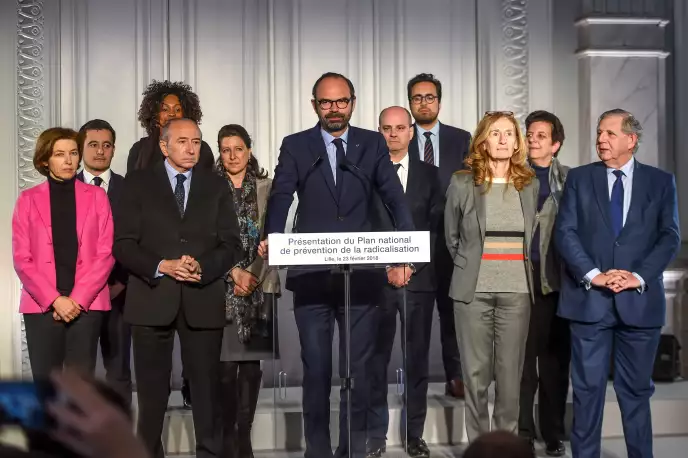 Présentation du Plan national
de prévention de la radicalisation
Lille, le 23 février 2018